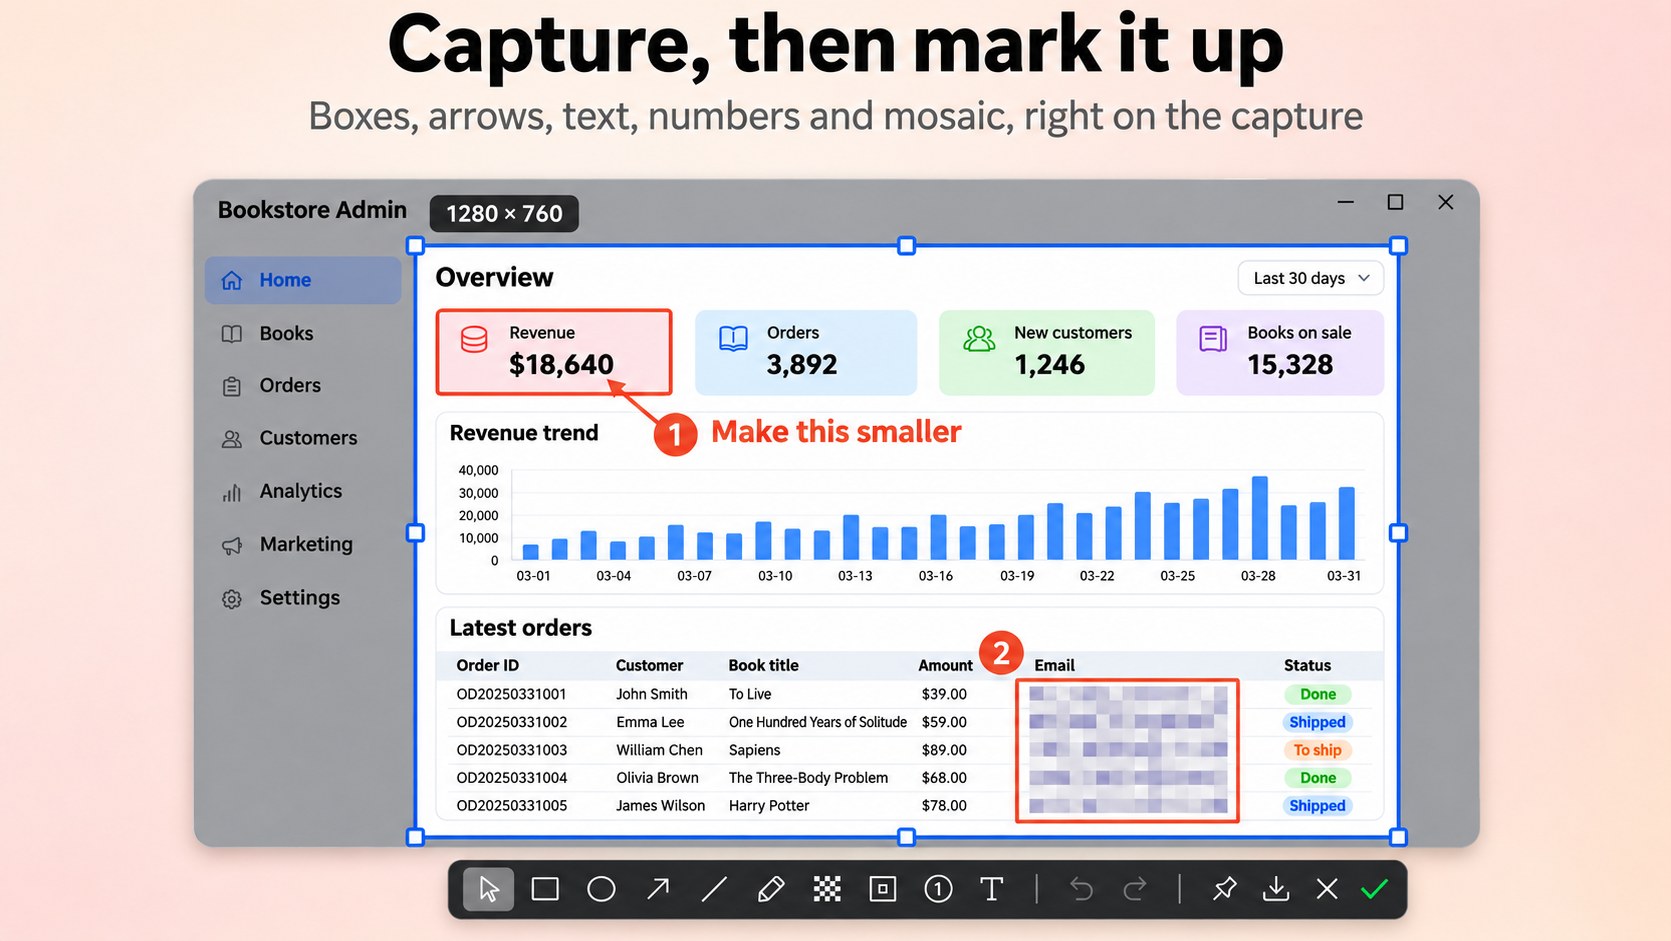 Capture, then mark it up
Boxes, arrows, text, numbers and mosaic, right on the capture
Bookstore Admin
1280 × 760
Home
Books
Orders
Customers
Analytics
Marketing
Settings
Overview
Last 30 days
Revenue
$18,640
Orders
3,892
New customers
1,246
Books on sale
15,328
1 Make this smaller
Revenue trend
40,000
30,000
20,000
10,000
0
03-01 03-04 03-07 03-10 03-13 03-16 03-19 03-22 03-25 03-28 03-31
Latest orders
2
Order ID Customer Book title Amount Email Status
OD20250331001 John Smith To Live $39.00 Done
OD20250331002 Emma Lee One Hundred Years of Solitude $59.00 Shipped
OD20250331003 William Chen Sapiens $89.00 To ship
OD20250331004 Olivia Brown The Three-Body Problem $68.00 Done
OD20250331005 James Wilson Harry Potter $78.00 Shipped
1 T